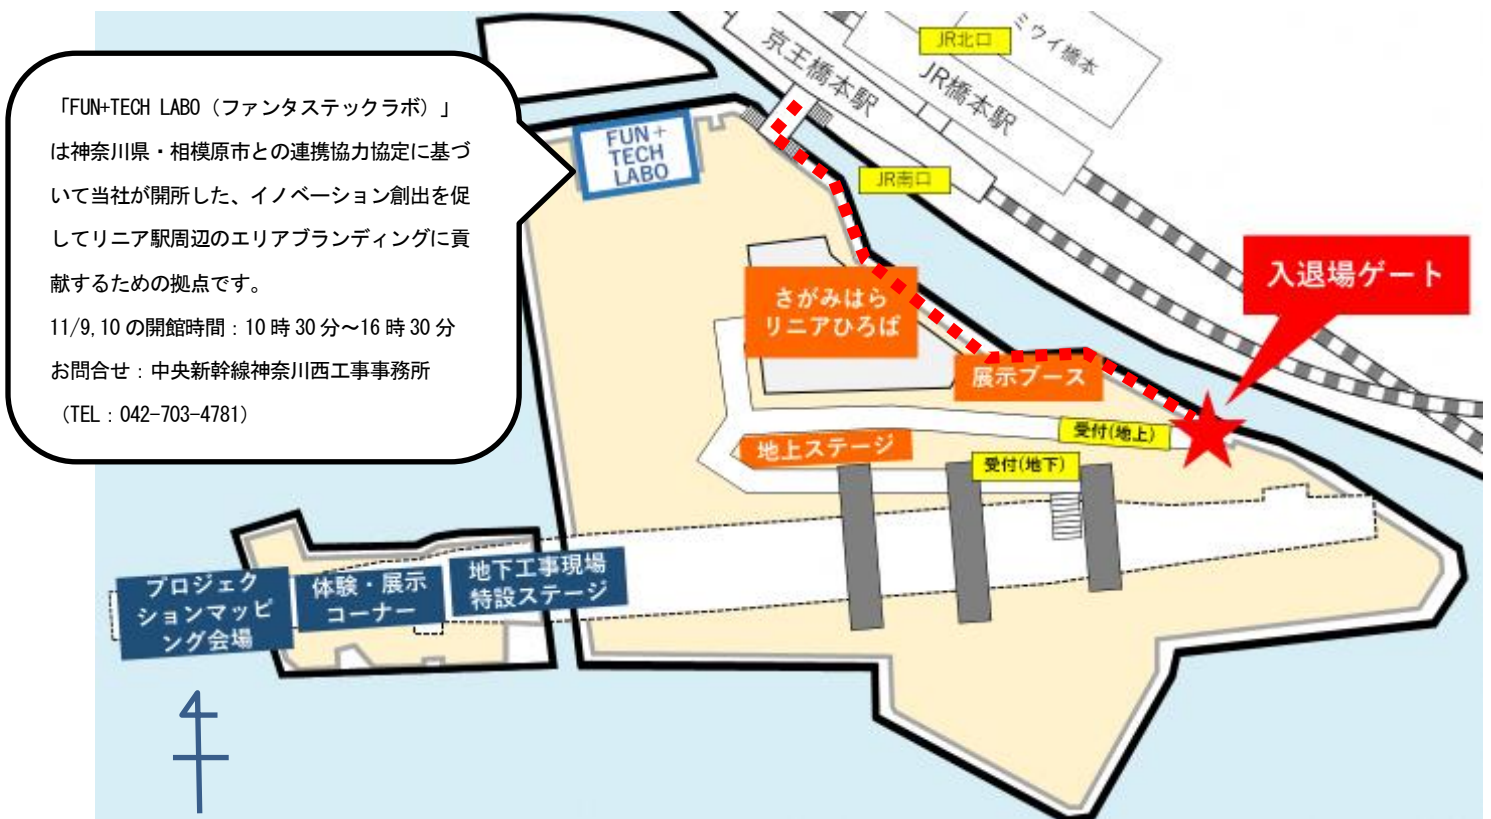 「FUN+TECH LABO（ファンタステックラボ）」
は神奈川県・相模原市との連携協力協定に基づ
いて当社が開所した、イノベーション創出を促
してリニア駅周辺のエリアブランディングに貢
献するための拠点です。
11/9,10 の開館時間：10 時 30 分～16 時 30 分
お問合せ：中央新幹線神奈川西工事事務所
（TEL：042-703-4781）
FUN+
TECH
LABO
京王橋本駅
JR北口
JR橋本駅
ミウイ橋本
JR南口
入退場ゲート
さがみはら
リニアひろば
展示ブース
受付(地上)
地上ステージ
受付(地下)
地下工事現場
特設ステージ
体験・展示
コーナー
プロジェク
ションマッピ
ング会場